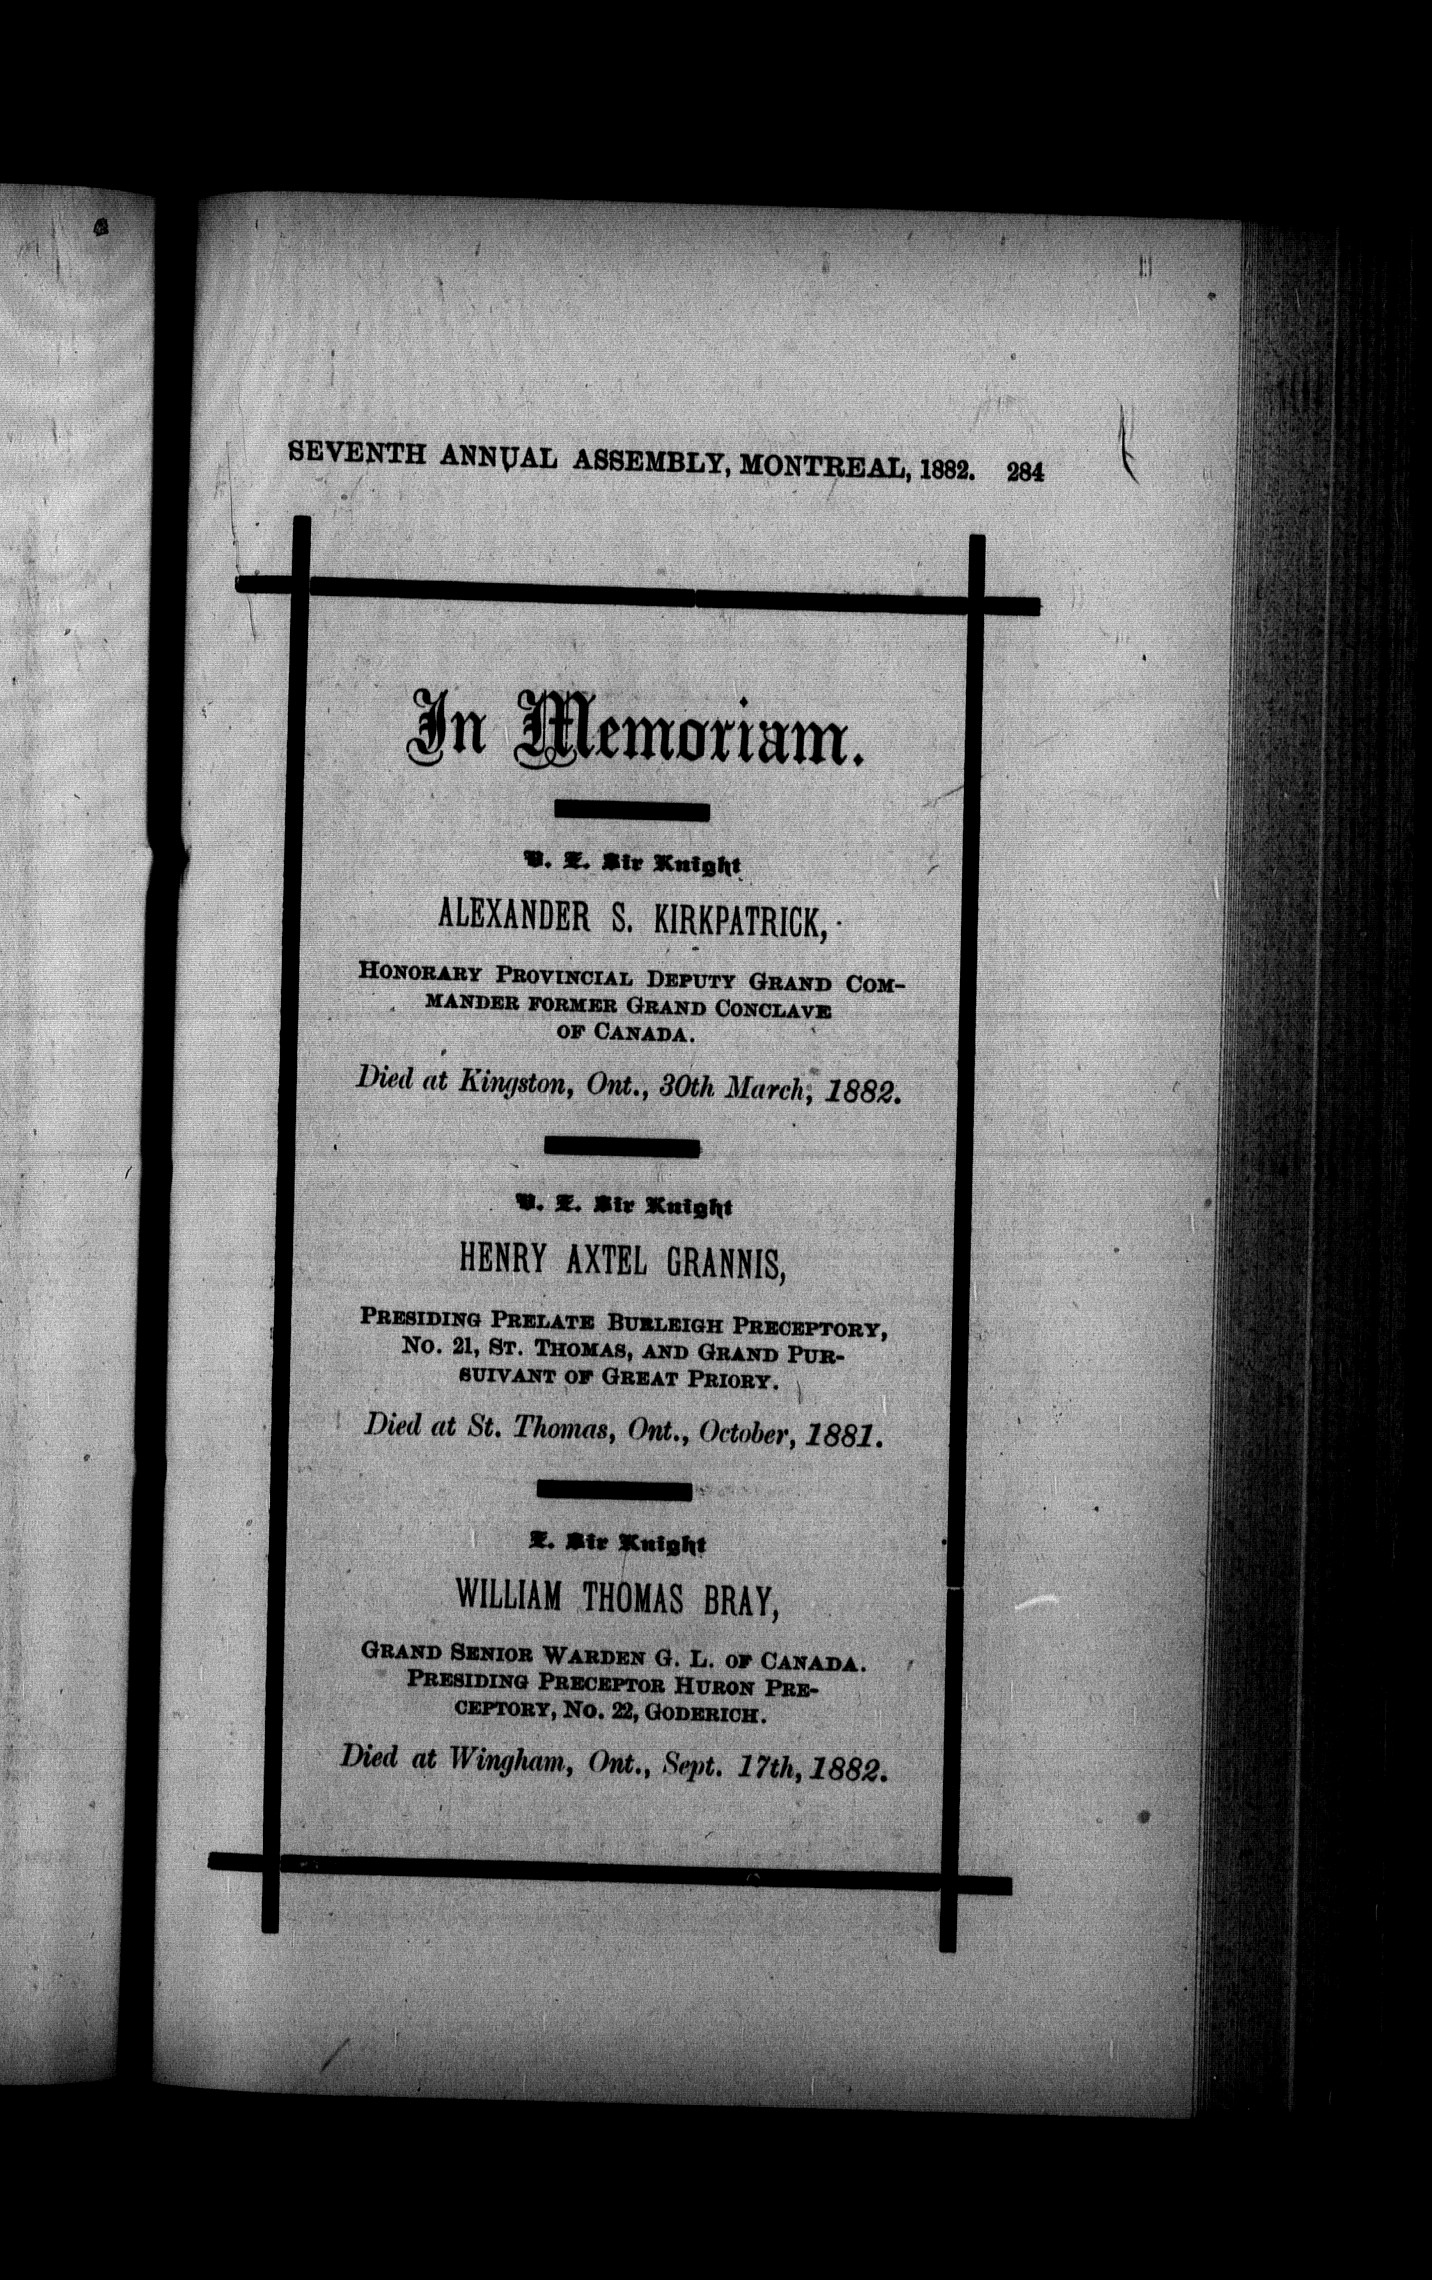 SEVENTH ANNUAL ASSEMBLY, MONTREAL, 1882. 284
In Memoriam.
V. E. Sir Knight
ALEXANDER S. KIRKPATRICK,
HONORARY PROVINCIAL DEPUTY GRAND COM-
MANDER FORMER GRAND CONCLAVE
OF CANADA.
Died at Kingston, Ont., 30th March, 1882.
V. E. Sir Knight
HENRY AXTEL GRANNIS,
PRESIDING PRELATE BURLEIGH PRECEPTORY,
NO. 21, ST. THOMAS, AND GRAND PUR-
SUIVANT OF GREAT PRIORY.
Died at St. Thomas, Ont., October, 1881.
E. Sir Knight
WILLIAM THOMAS BRAY,
GRAND SENIOR WARDEN G. L. OF CANADA.
PRESIDING PRECEPTOR HURON PRE-
CEPTORY, NO. 22, GODERICH.
Died at Wingham, Ont., Sept. 17th, 1882.